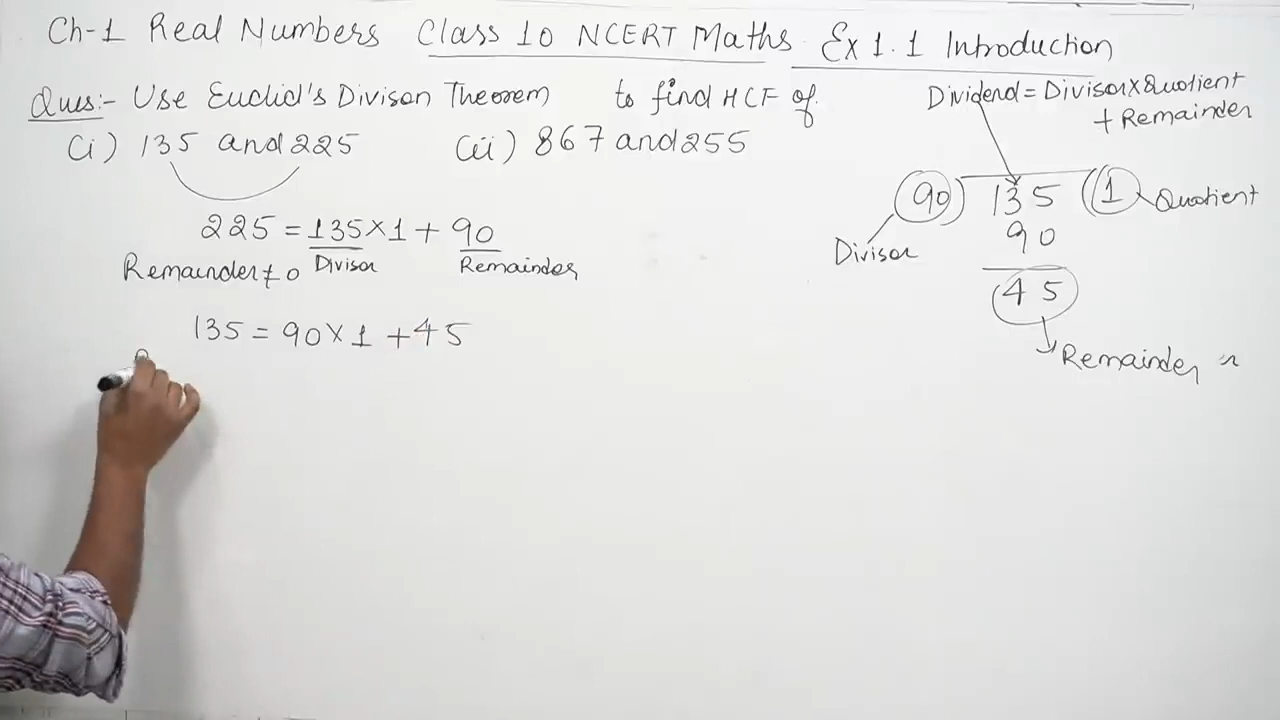 Ch-1 Real Numbers Class 10 NCERT Maths Ex 1.1 Introduction
Ques:- Use Euclid's Divison Theorem to find HCF of
(i) 135 and 225 (iii) 867 and 255
225 = 135 × 1 + 90
Remainder ≠ 0 Divisor Remainder
135 = 90 × 1 + 45
Dividend = Divisor × Quotient
+ Remainder
90) 135 (1 Quotient
Divisor 90
45
Remainder